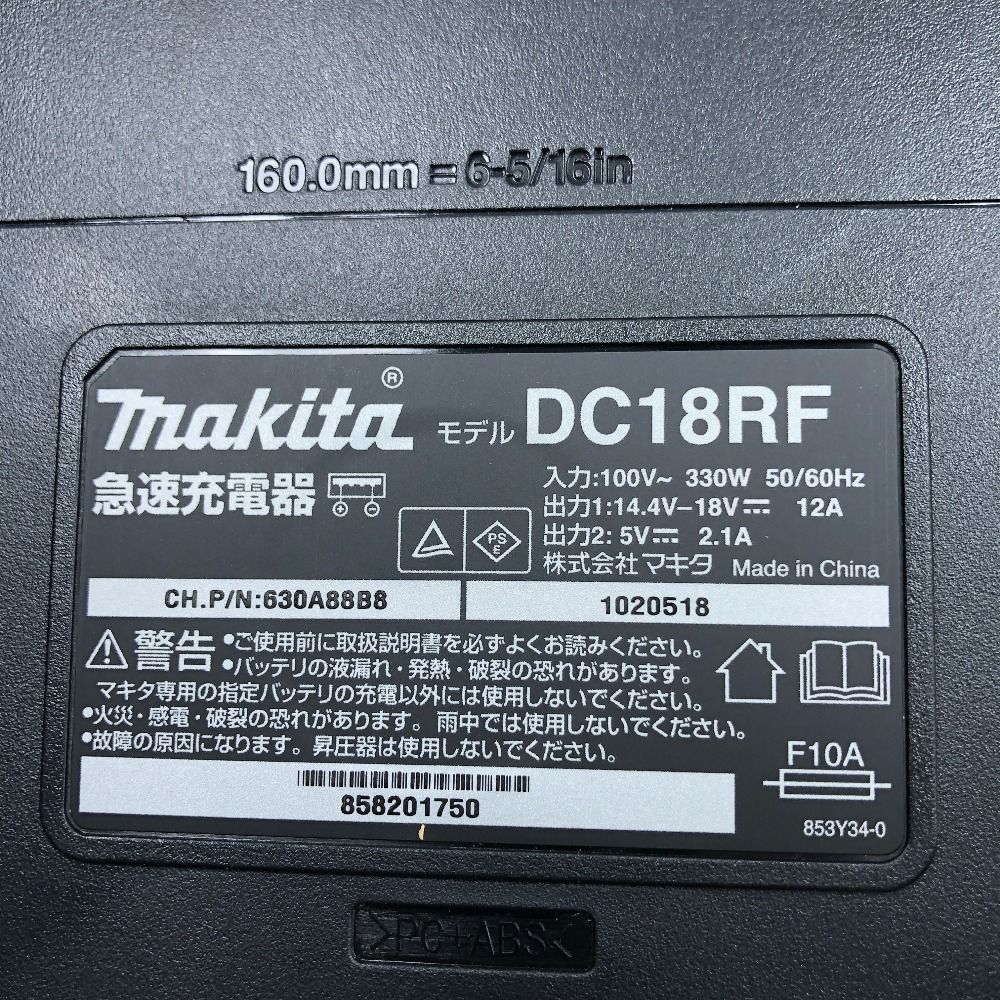 160.0mm = 6-5/16in
makita® モデル DC18RF
急速充電器
入力:100V~ 330W 50/60Hz
出力1:14.4V-18V⎓ 12A
出力2: 5V⎓ 2.1A
PS
E
株式会社マキタ Made in China
CH.P/N:630A88B8
1020518
警告 •ご使用前に取扱説明書を必ずよくお読みください。
•バッテリの液漏れ・発熱・破裂の恐れがあります。
マキタ専用の指定バッテリの充電以外には使用しないでください。
•火災・感電・破裂の恐れがあります。雨中では使用しないでください。
•故障の原因になります。昇圧器は使用しないでください。
F10A
858201750
853Y34-0
>PC+ABS<